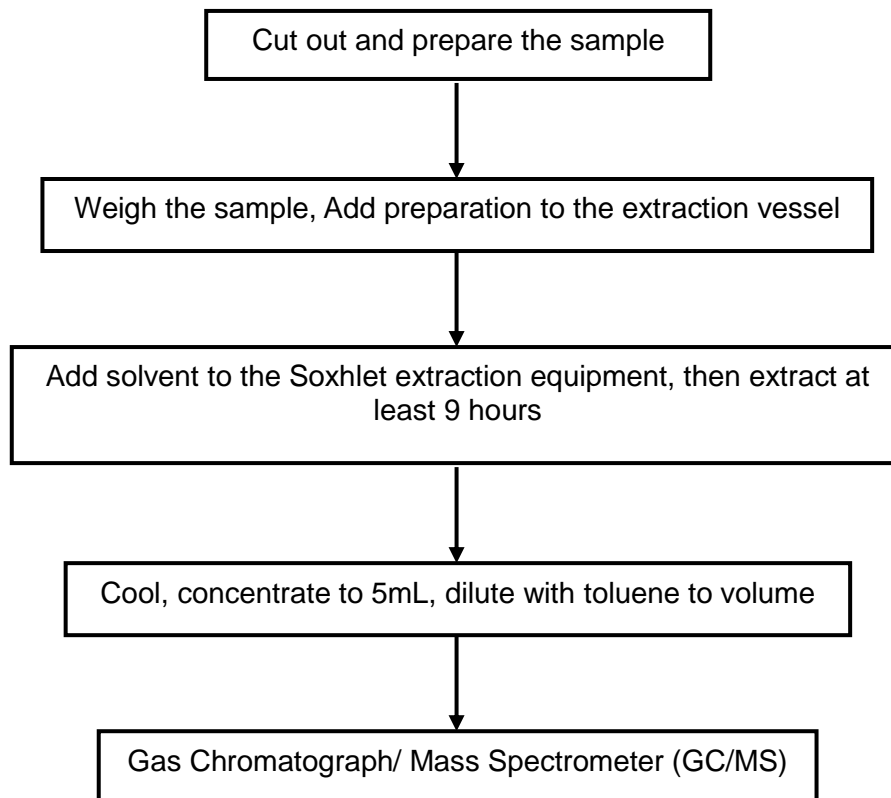 Cut out and prepare the sample
Weigh the sample, Add preparation to the extraction vessel
Add solvent to the Soxhlet extraction equipment, then extract at
least 9 hours
Cool, concentrate to 5mL, dilute with toluene to volume
Gas Chromatograph/ Mass Spectrometer (GC/MS)